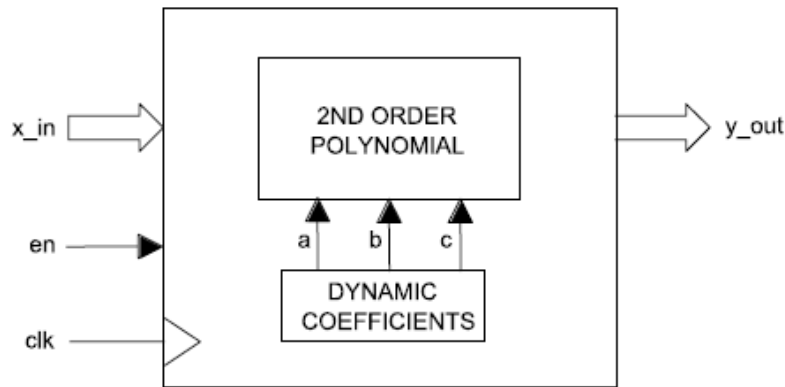 2ND ORDER
POLYNOMIAL
x_in
y_out
a b c
en
DYNAMIC
COEFFICIENTS
clk